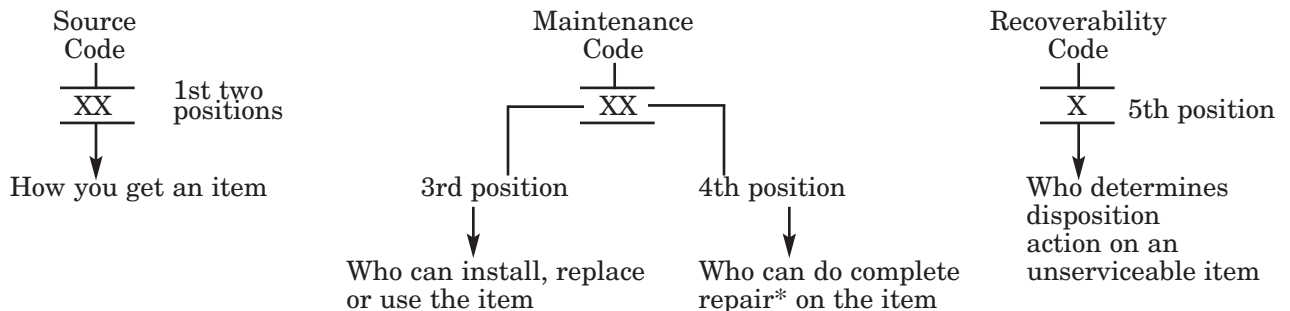 Source
Code
XX
1st two
positions
How you get an item
Maintenance
Code
XX
3rd position
Who can install, replace
or use the item
4th position
Who can do complete
repair* on the item
Recoverability
Code
X
5th position
Who determines
disposition
action on an
unserviceable item